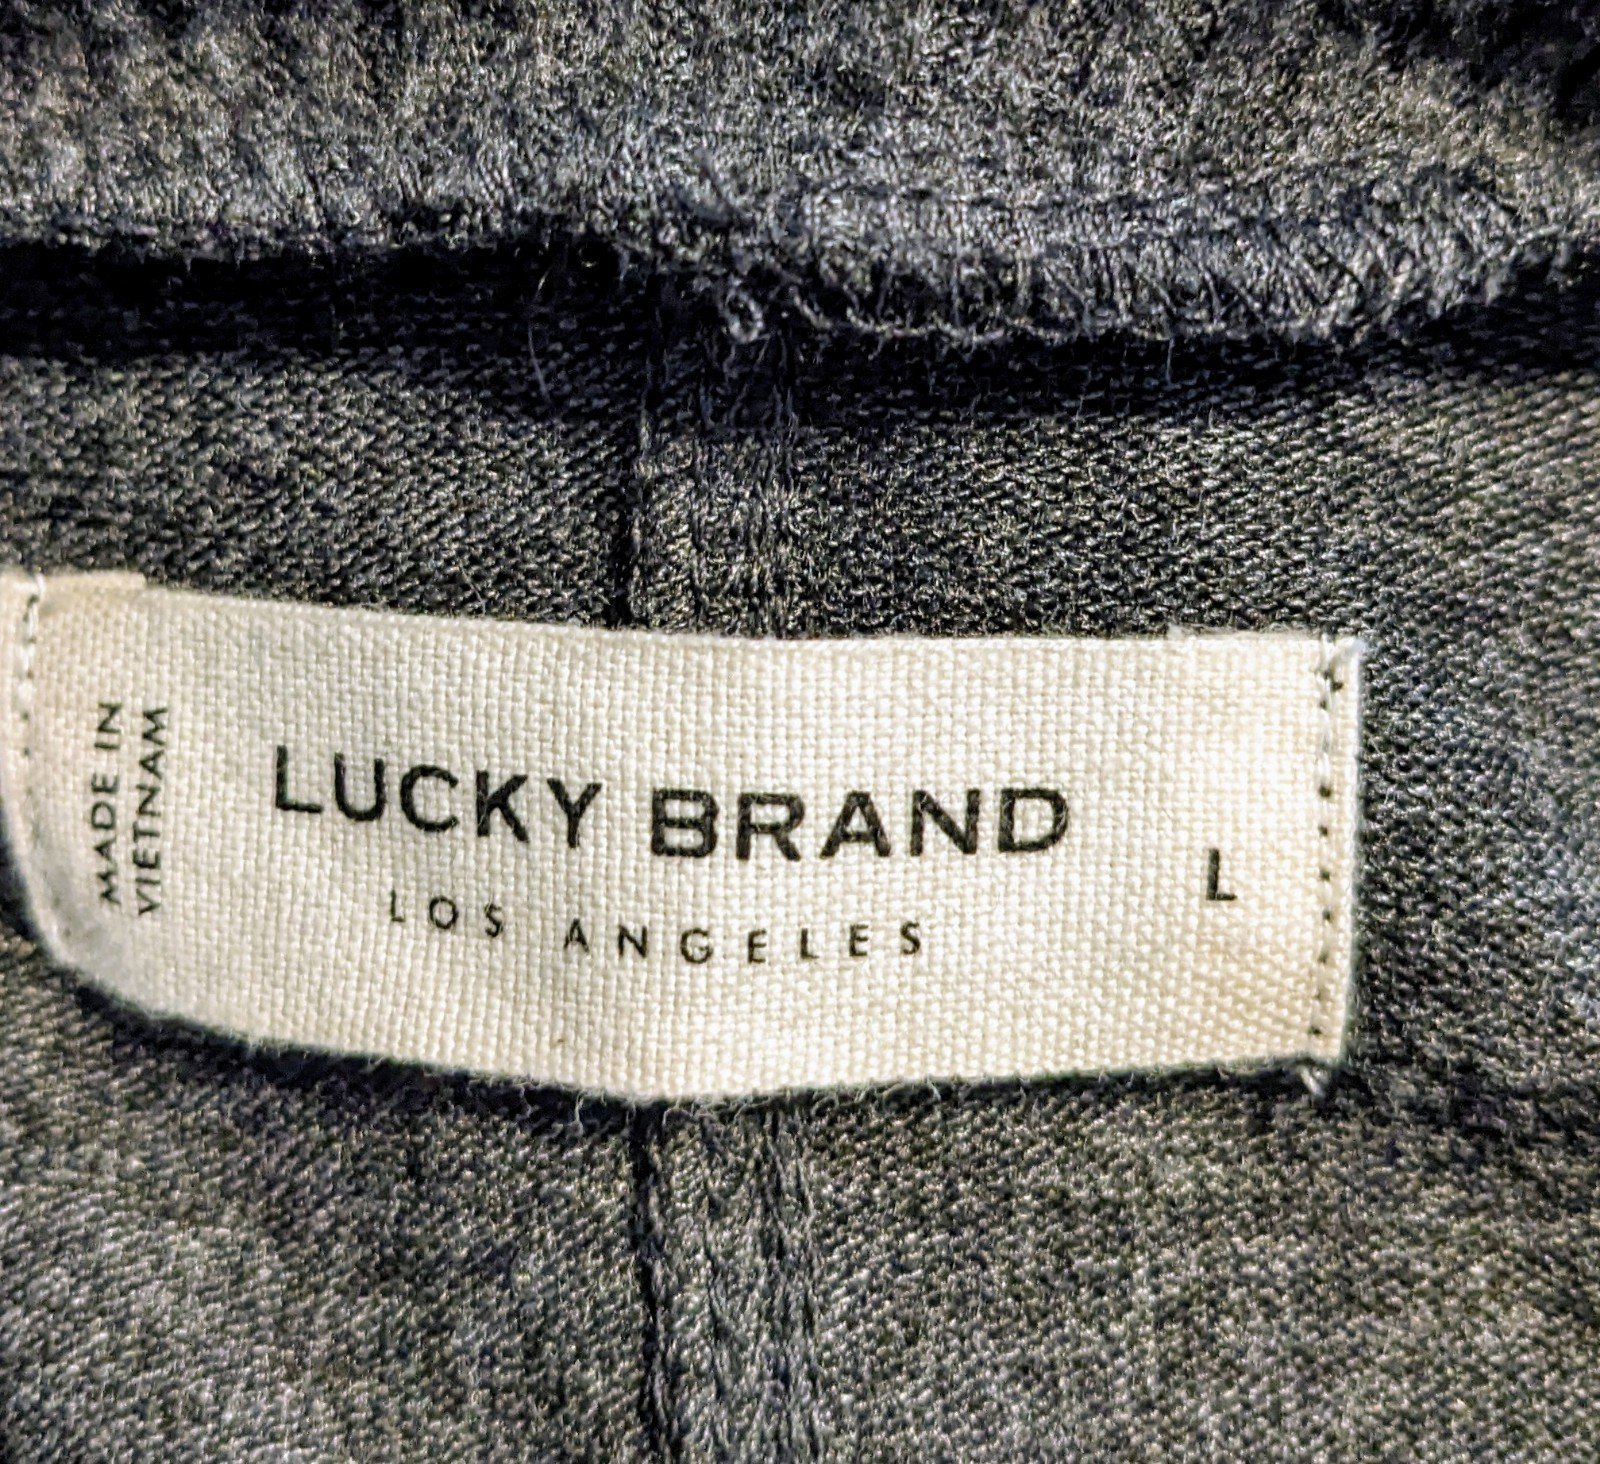 MADE IN
VIETNAM
LUCKY BRAND
LOS ANGELES
L